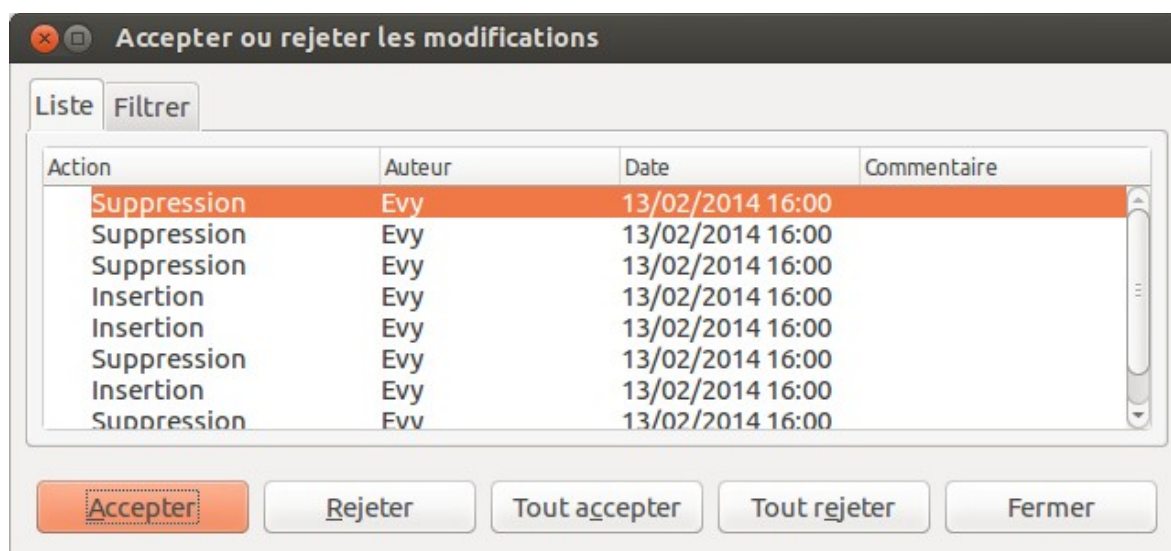 Accepter ou rejeter les modifications
Liste Filtrer
Action Auteur Date Commentaire
Suppression Evy 13/02/2014 16:00
Suppression Evy 13/02/2014 16:00
Suppression Evy 13/02/2014 16:00
Insertion Evy 13/02/2014 16:00
Insertion Evy 13/02/2014 16:00
Suppression Evy 13/02/2014 16:00
Insertion Evy 13/02/2014 16:00
Suppression Evy 13/02/2014 16:00
Accepter Rejeter Tout accepter Tout rejeter Fermer